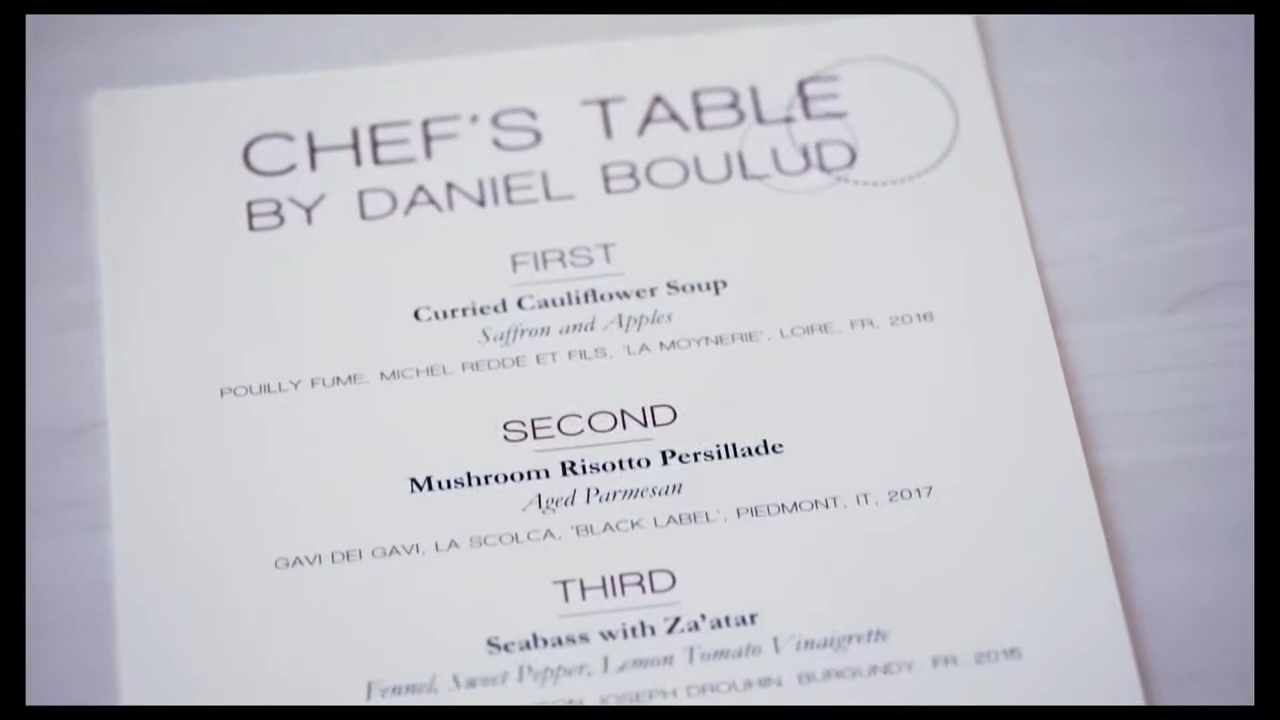 CHEF'S TABLE
BY DANIEL BOULUD
FIRST
Curried Cauliflower Soup
Saffron and Apples
POUILLY FUME, MICHEL REDDE ET FILS, 'LA MOYNERIE', LOIRE, FR, 2016
SECOND
Mushroom Risotto Persillade
Aged Parmesan
GAVI DEI GAVI, LA SCOLCA, 'BLACK LABEL', PIEDMONT, IT, 2017
THIRD
Seabass with Za'atar
Fennel, Sweet Pepper, Lemon Tomato Vinaigrette
JOSEPH DROUHIN, BURGUNDY, FR, 2015